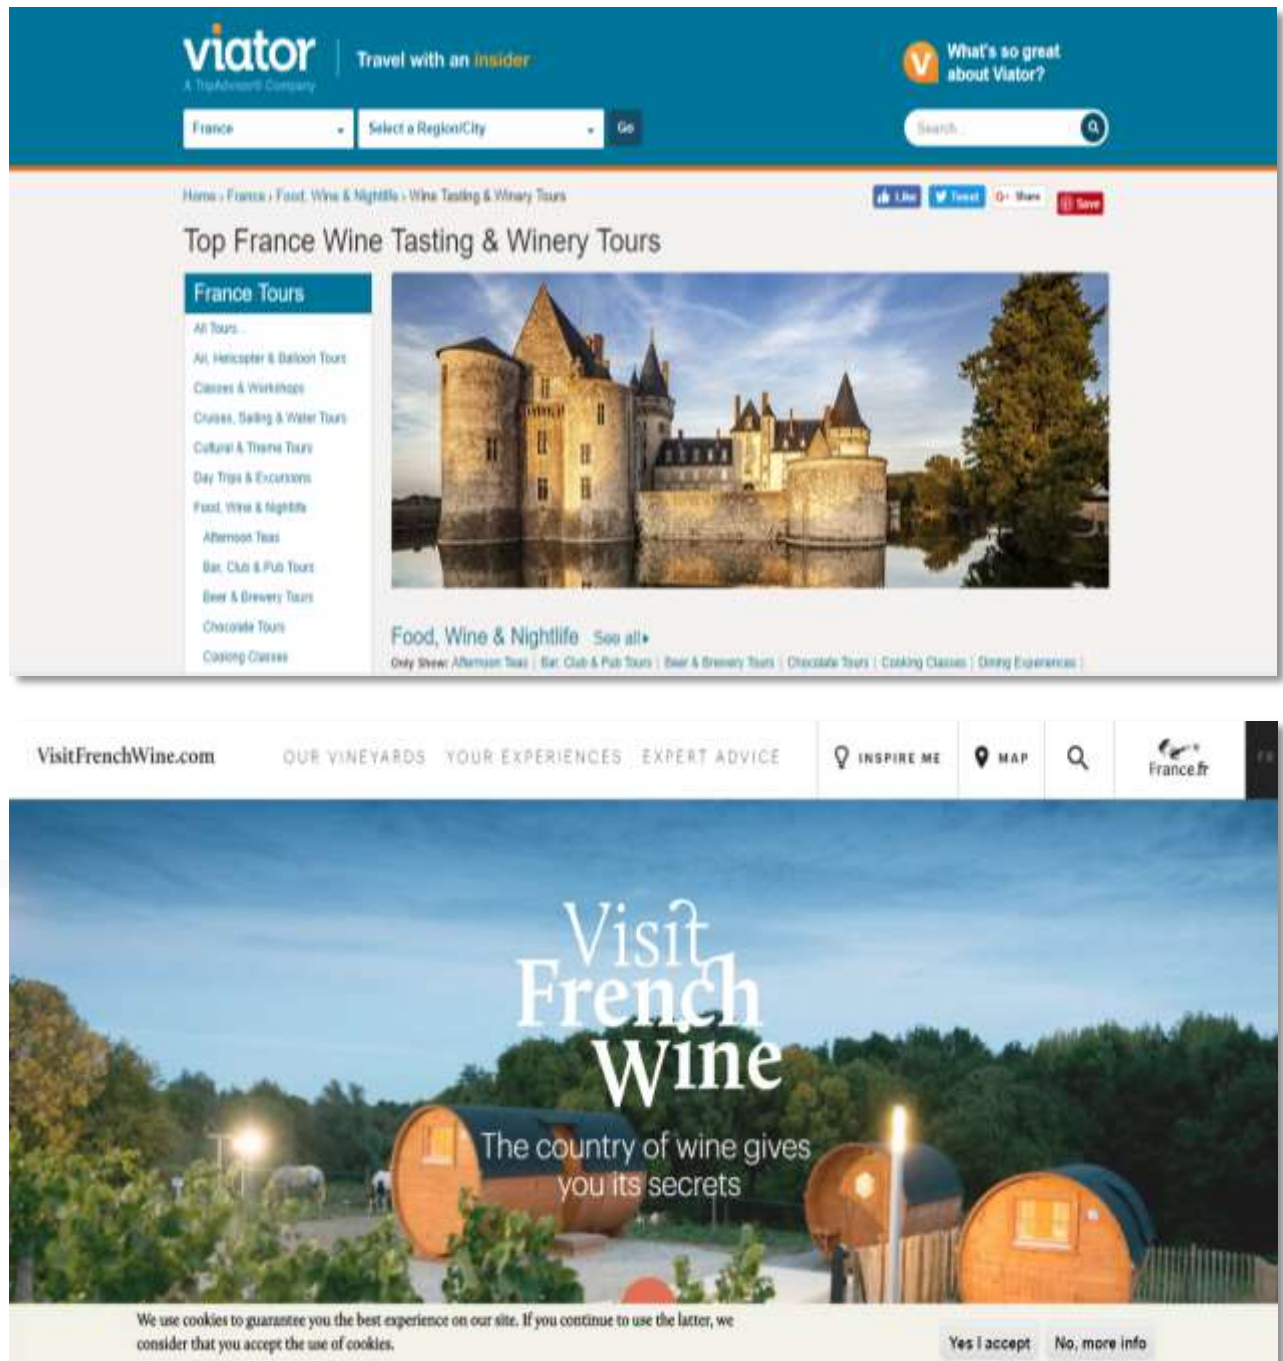 viator
Travel with an insider
A TripAdvisor® Company
What's so great
about Viator?
France
Select a Region/City
Go
Search...
Home › France › Food, Wine & Nightlife › Wine Tasting & Winery Tours
Like
Tweet
G+ Share
Save
Top France Wine Tasting & Winery Tours
France Tours
All Tours...
Air, Helicopter & Balloon Tours
Classes & Workshops
Cruises, Sailing & Water Tours
Cultural & Theme Tours
Day Trips & Excursions
Food, Wine & Nightlife
Afternoon Teas
Bar, Club & Pub Tours
Beer & Brewery Tours
Chocolate Tours
Cooking Classes
Food, Wine & Nightlife See all
Only Show: Afternoon Teas | Bar, Club & Pub Tours | Beer & Brewery Tours | Chocolate Tours | Cooking Classes | Dining Experiences |
VisitFrenchWine.com
OUR VINEYARDS YOUR EXPERIENCES EXPERT ADVICE
INSPIRE ME
MAP
France.fr
FR
Visit
French
Wine
The country of wine gives
you its secrets
We use cookies to guarantee you the best experience on our site. If you continue to use the latter, we
consider that you accept the use of cookies.
Yes I accept
No, more info